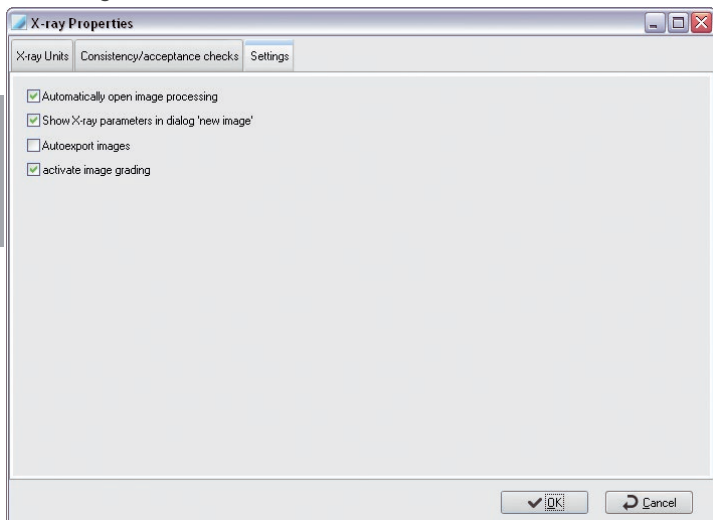 X-ray Properties
X-ray Units Consistency/acceptance checks Settings
Automatically open image processing
Show X-ray parameters in dialog 'new image'
Autoexport images
activate image grading
OK Cancel